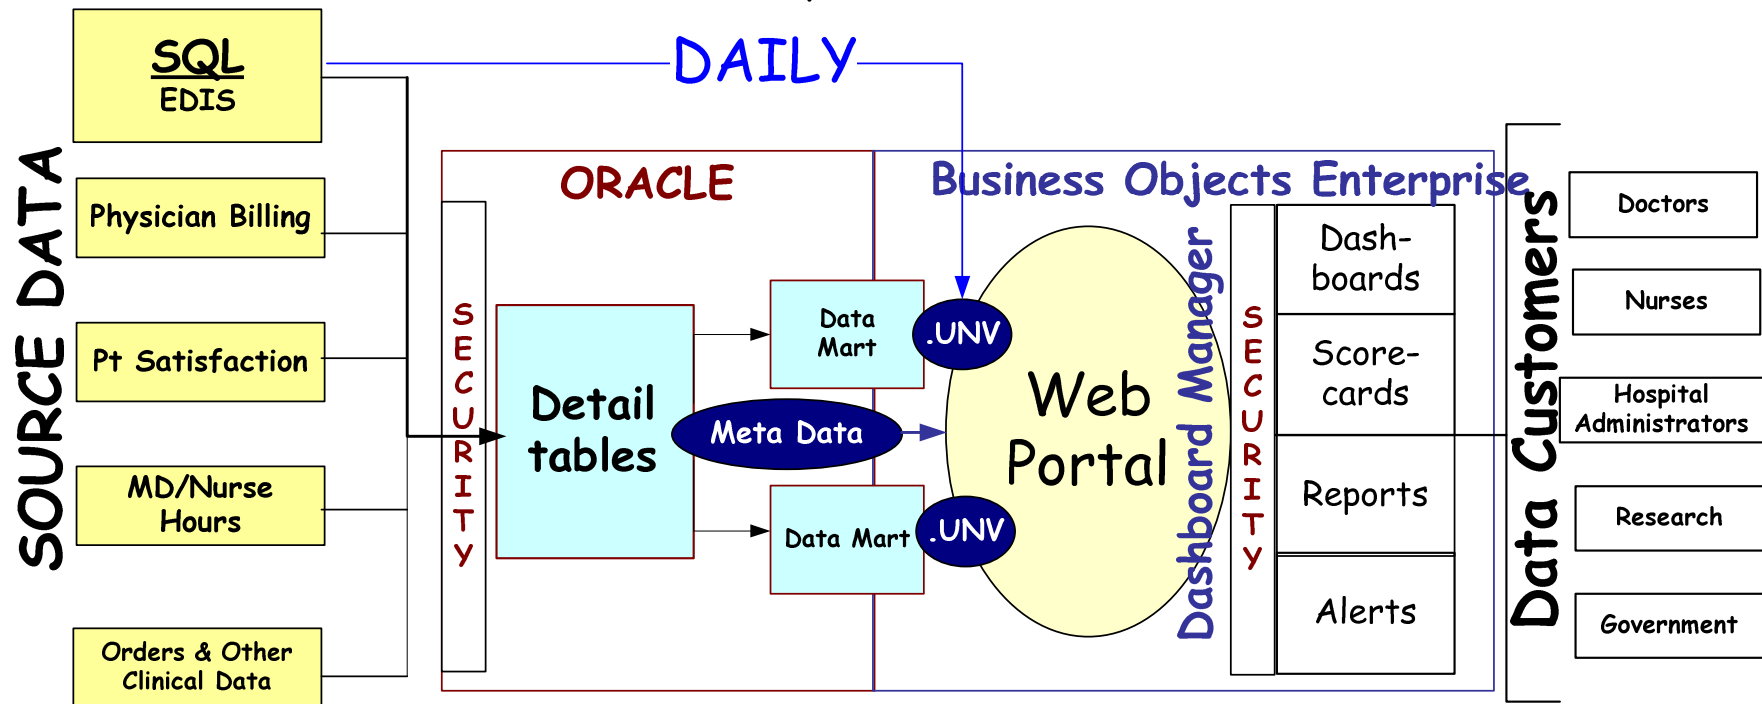 SOURCE DATA
SQL
EDIS
Physician Billing
Pt Satisfaction
MD/Nurse
Hours
Orders & Other
Clinical Data
DAILY
ORACLE
SECURITY
Detail
tables
Data
Mart
Meta Data
Data Mart
Business Objects Enterprise
.UNV
.UNV
Web
Portal
Dashboard Manager
SECURITY
Dash-
boards
Score-
cards
Reports
Alerts
Data Customers
Doctors
Nurses
Hospital
Administrators
Research
Government